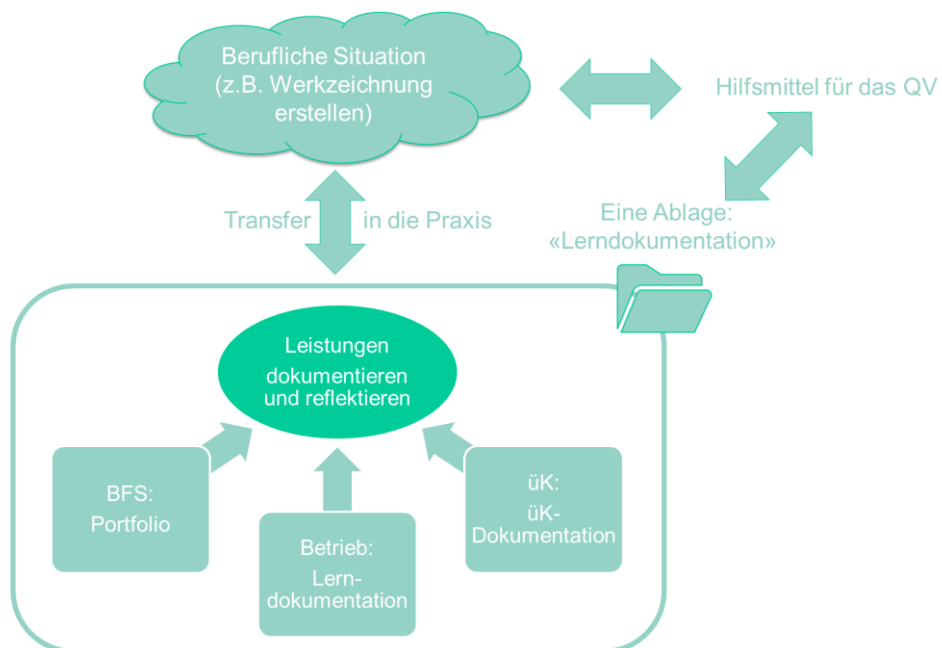 Berufliche Situation
(z.B. Werkzeichnung
erstellen)
Hilfsmittel für das QV
Transfer in die Praxis
Eine Ablage:
«Lerndokumentation»
Leistungen
dokumentieren
und reflektieren
BFS:
Portfolio
Betrieb:
Lern-
dokumentation
üK:
üK-
Dokumentation